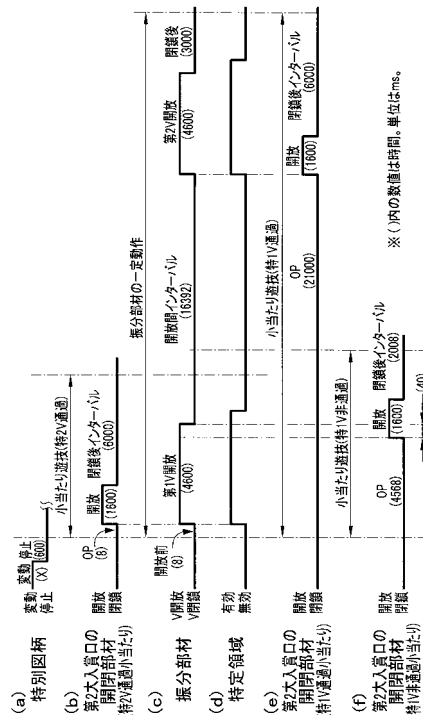 (a)
特別図柄
変動
停止
変動
(X)
停止
(600)
(b)
第2大入賞口の
開閉部材
(特2V通過小当たり)
開放
閉鎖
小当たり遊技(特2V通過)
OP
(8)
開放
(1600)
閉鎖後インターバル
(6000)
(c)
振分部材
V開放
V閉鎖
振分部材の一定動作
開放前
(8)
第1V開放
(4600)
開放間インターバル
(16392)
第2V開放
(4600)
閉鎖後
(3000)
(d)
特定領域
有効
無効
(e)
第2大入賞口の
開閉部材
(特1V通過小当たり)
開放
閉鎖
小当たり遊技(特1V通過)
OP
(21000)
開放
(1600)
閉鎖後インターバル
(6000)
(f)
第2大入賞口の
開閉部材
(特1V非通過小当たり)
開放
閉鎖
小当たり遊技(特1V非通過)
OP
(4568)
開放
(1600)
閉鎖後インターバル
(2008)
(40)
※()内の数値は時間。単位はms。